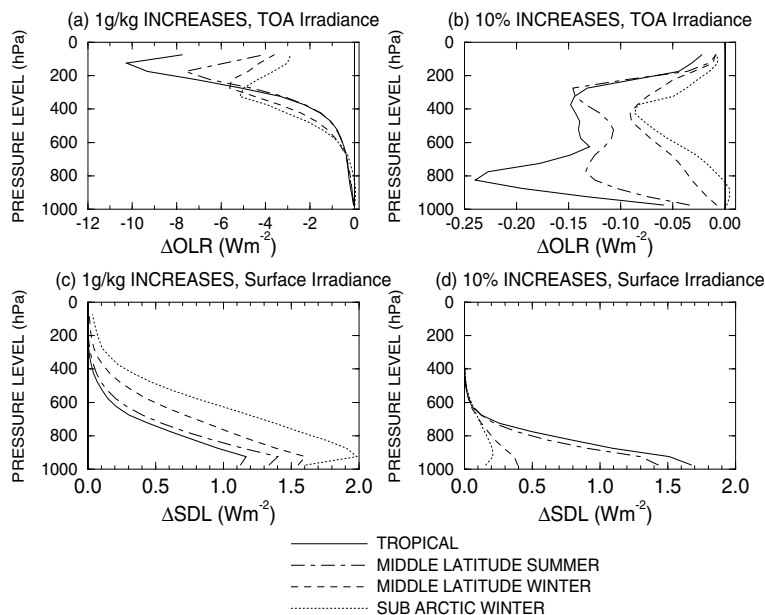 (a) 1g/kg INCREASES, TOA Irradiance
PRESSURE LEVEL (hPa)
0
200
400
600
800
1000
-12 -10 -8 -6 -4 -2 0
ΔOLR (Wm-2)
(b) 10% INCREASES, TOA Irradiance
PRESSURE LEVEL (hPa)
0
200
400
600
800
1000
-0.25 -0.20 -0.15 -0.10 -0.05 0.00
ΔOLR (Wm-2)
(c) 1g/kg INCREASES, Surface Irradiance
PRESSURE LEVEL (hPa)
0
200
400
600
800
1000
0.0 0.5 1.0 1.5 2.0
ΔSDL (Wm-2)
(d) 10% INCREASES, Surface Irradiance
PRESSURE LEVEL (hPa)
0
200
400
600
800
1000
0.0 0.5 1.0 1.5 2.0
ΔSDL (Wm-2)
TROPICAL
MIDDLE LATITUDE SUMMER
MIDDLE LATITUDE WINTER
SUB ARCTIC WINTER